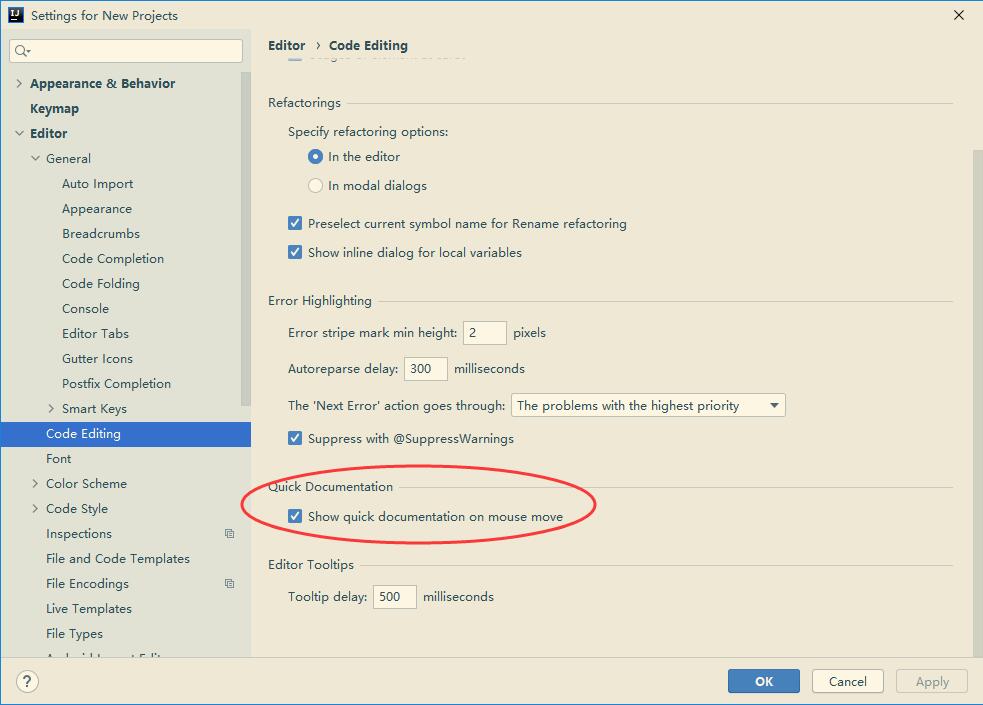 Settings for New Projects
Appearance & Behavior
Keymap
Editor
General
Auto Import
Appearance
Breadcrumbs
Code Completion
Code Folding
Console
Editor Tabs
Gutter Icons
Postfix Completion
Smart Keys
Code Editing
Font
Color Scheme
Code Style
Inspections
File and Code Templates
File Encodings
Live Templates
File Types
Editor › Code Editing
Refactorings
Specify refactoring options:
In the editor
In modal dialogs
Preselect current symbol name for Rename refactoring
Show inline dialog for local variables
Error Highlighting
Error stripe mark min height: 2 pixels
Autoreparse delay: 300 milliseconds
The 'Next Error' action goes through: The problems with the highest priority
Suppress with @SuppressWarnings
Quick Documentation
Show quick documentation on mouse move
Editor Tooltips
Tooltip delay: 500 milliseconds
?
OK
Cancel
Apply